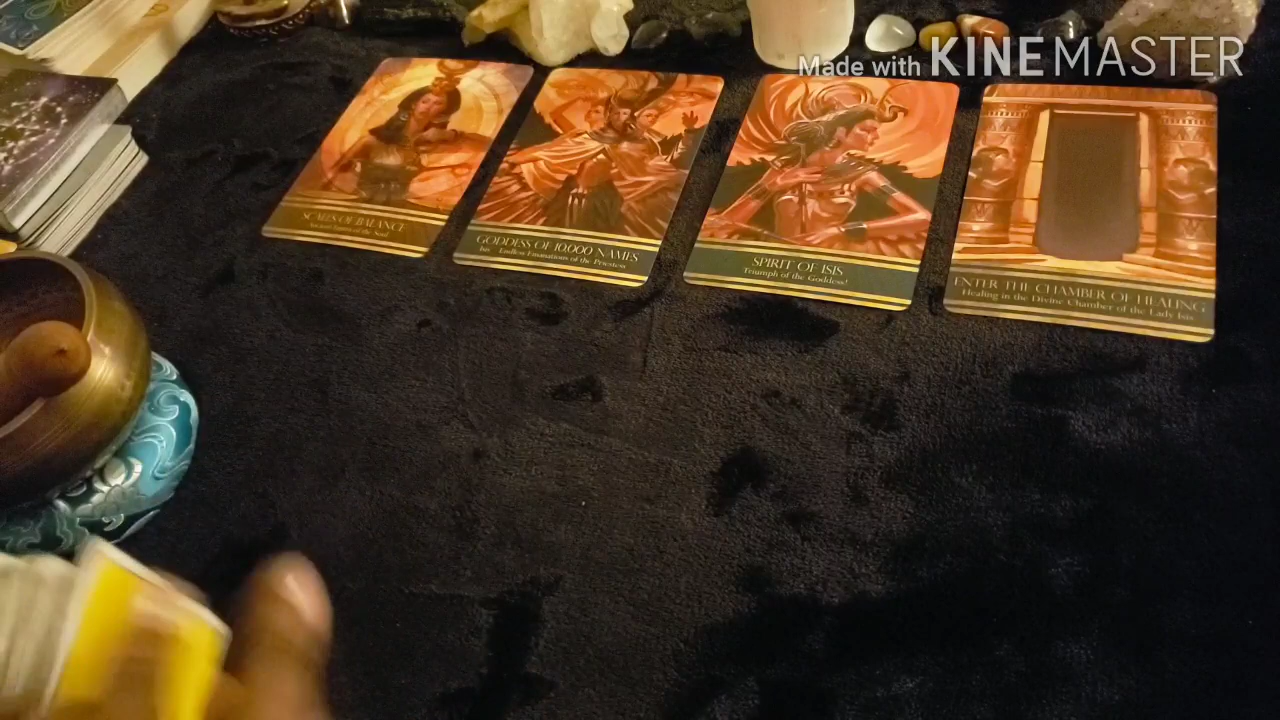 Made with KINEMASTER
SCALES OF BALANCE
GODDESS OF 10,000 NAMES
Isis - Endless Emanations of the Priestess
SPIRIT OF ISIS
Triumph of the Goddess!
ENTER THE CHAMBER OF HEALING
Healing in the Divine Chamber of the Lady Isis